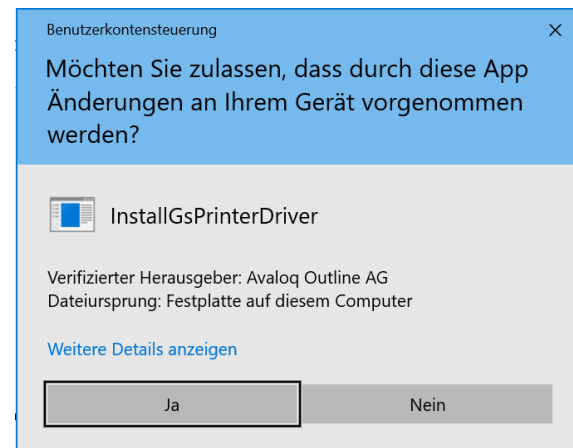 Benutzerkontensteuerung
Möchten Sie zulassen, dass durch diese App
Änderungen an Ihrem Gerät vorgenommen
werden?
InstallGsPrinterDriver
Verifizierter Herausgeber: Avaloq Outline AG
Dateiursprung: Festplatte auf diesem Computer
Weitere Details anzeigen
Ja
Nein